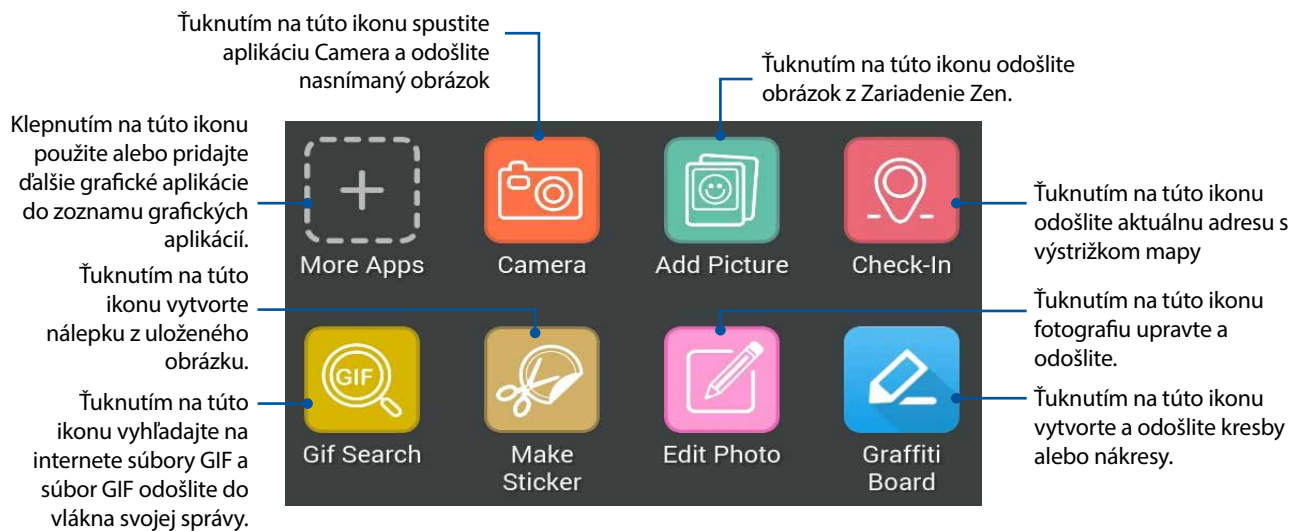 Ťuknutím na túto ikonu spustite
aplikáciu Camera a odošlite
nasnímaný obrázok
Ťuknutím na túto ikonu odošlite
obrázok z Zariadenie Zen.
Klepnutím na túto ikonu
použite alebo pridajte
ďalšie grafické aplikácie
do zoznamu grafických
aplikácií.
Ťuknutím na túto ikonu
odošlite aktuálnu adresu s
výstrižkom mapy
More Apps
Camera
Add Picture
Check-In
Ťuknutím na túto
ikonu vytvorte
nálepku z uloženého
obrázku.
Ťuknutím na túto ikonu
fotografiu upravte a
odošlite.
Ťuknutím na túto
ikonu vyhľadajte na
internete súbory GIF a
súbor GIF odošlite do
vlákna svojej správy.
GIF
Gif Search
Make
Sticker
Edit Photo
Graffiti
Board
Ťuknutím na túto ikonu
vytvorte a odošlite kresby
alebo nákresy.